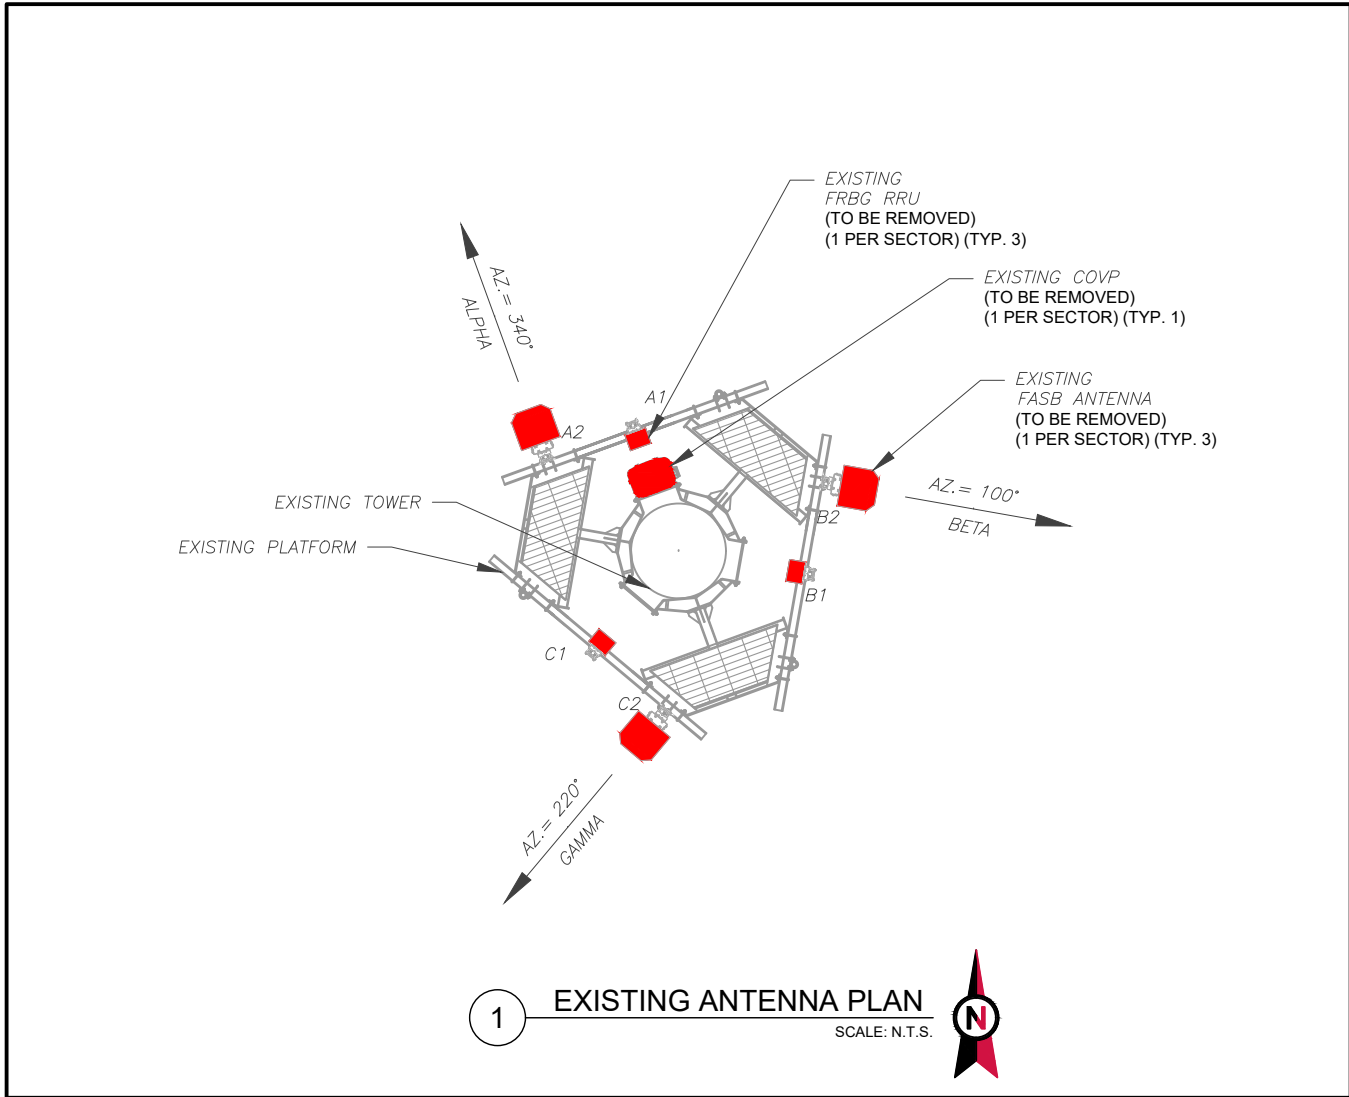 EXISTING
FRBG RRU
(TO BE REMOVED)
(1 PER SECTOR) (TYP. 3)
EXISTING COVP
(TO BE REMOVED)
(1 PER SECTOR) (TYP. 1)
EXISTING
FASB ANTENNA
(TO BE REMOVED)
(1 PER SECTOR) (TYP. 3)
AZ.= 340°
ALPHA
A1
A2
EXISTING TOWER
EXISTING PLATFORM
AZ.= 100°
BETA
B2
B1
C1
C2
AZ.= 220°
GAMMA
1
EXISTING ANTENNA PLAN
SCALE: N.T.S.
N